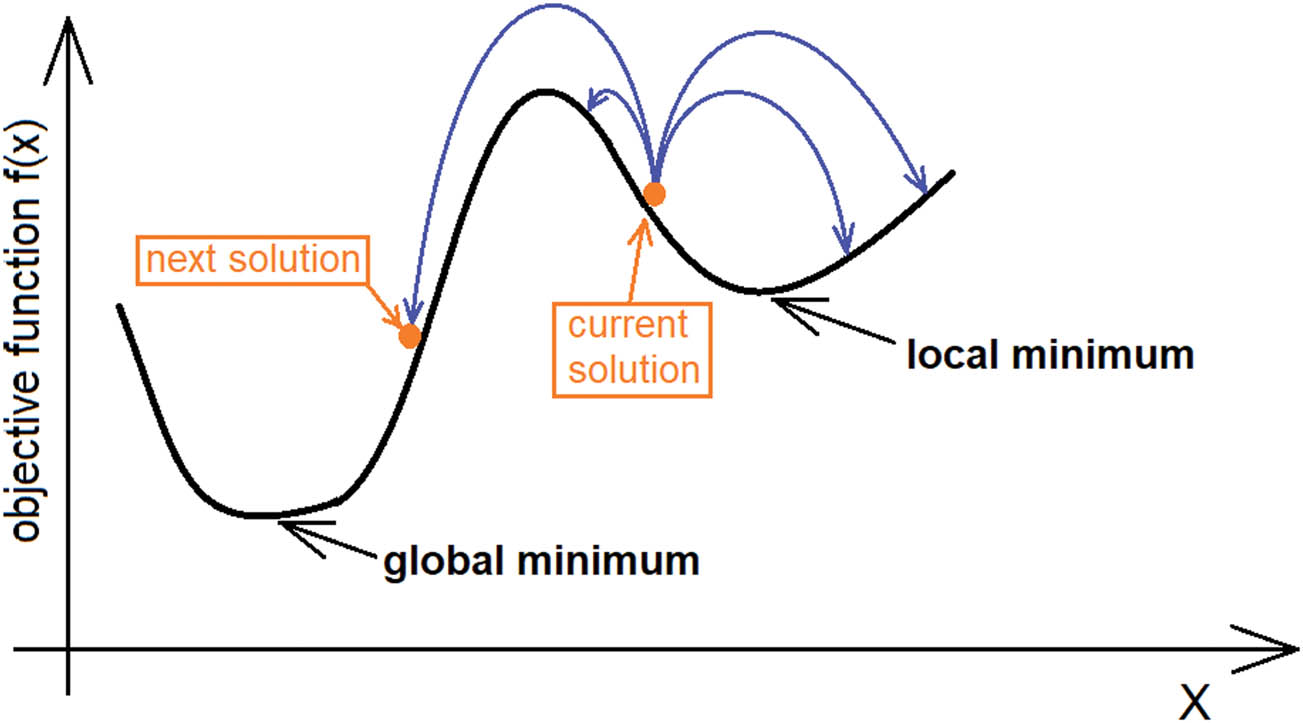 objective function f(x)
next solution
current
solution
local minimum
global minimum
X